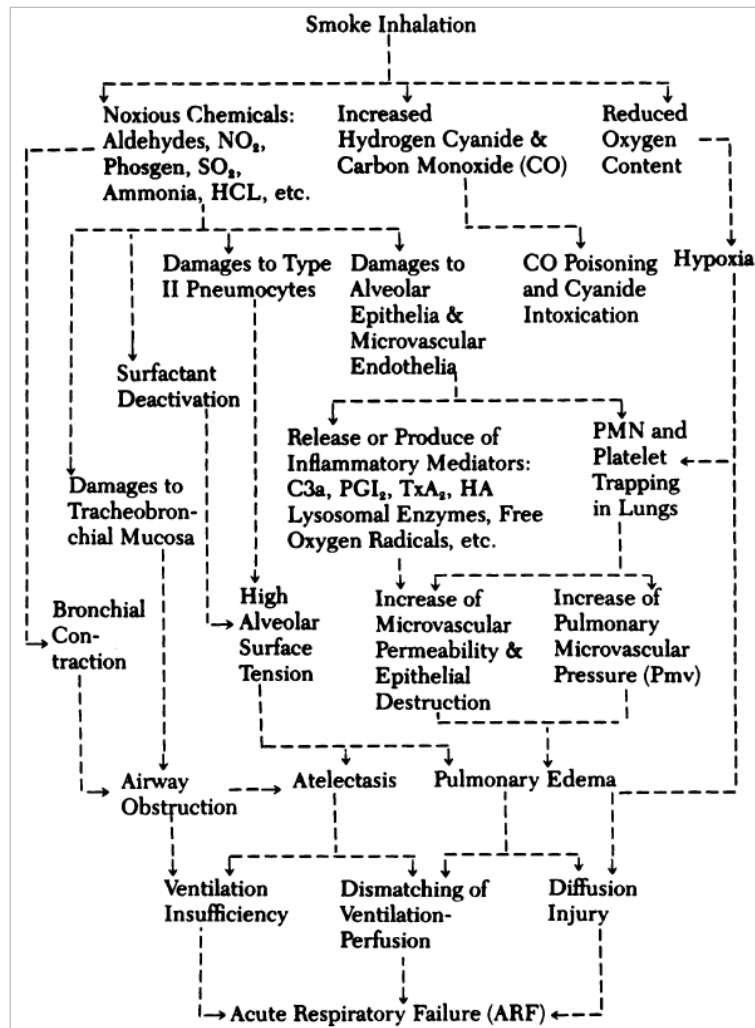 Smoke Inhalation
Noxious Chemicals:
Aldehydes, NO₂,
Phosgen, SO₂,
Ammonia, HCL, etc.
Increased
Hydrogen Cyanide &
Carbon Monoxide (CO)
Reduced
Oxygen
Content
Damages to Type
II Pneumocytes
Damages to
Alveolar
Epithelia &
Microvascular
Endothelia
CO Poisoning
and Cyanide
Intoxication
Hypoxia
Surfactant
Deactivation
Release or Produce of
Inflammatory Mediators:
C3a, PGI₂, TxA₂, HA
Lysosomal Enzymes, Free
Oxygen Radicals, etc.
PMN and
Platelet
Trapping
in Lungs
Damages to
Tracheobron-
chial Mucosa
Bronchial
Con-
traction
High
Alveolar
Surface
Tension
Increase of
Microvascular
Permeability &
Epithelial
Destruction
Increase of
Pulmonary
Microvascular
Pressure (Pmv)
Airway
Obstruction
Atelectasis
Pulmonary Edema
Ventilation
Insufficiency
Dismatching of
Ventilation-
Perfusion
Diffusion
Injury
Acute Respiratory Failure (ARF)